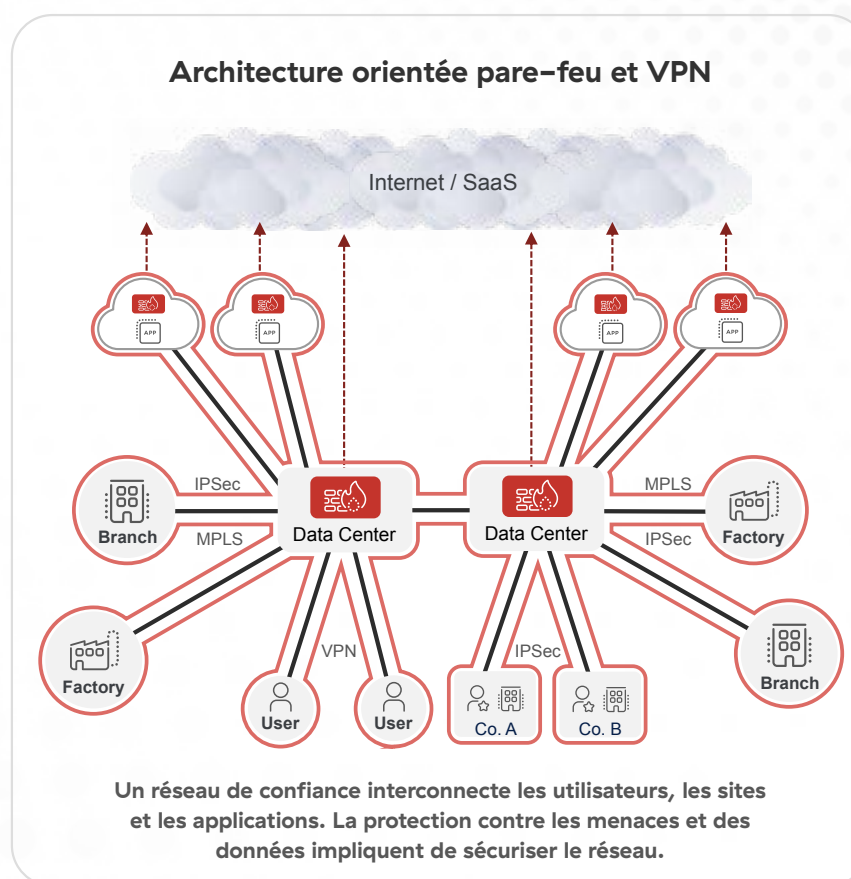 Architecture orientée pare-feu et VPN
Internet / SaaS
APP
APP
APP
APP
IPSec
MPLS
Branch
Data Center
Data Center
MPLS
IPSec
Factory
Factory
VPN
IPSec
Branch
User
User
Co. A
Co. B
Un réseau de confiance interconnecte les utilisateurs, les sites
et les applications. La protection contre les menaces et des
données impliquent de sécuriser le réseau.